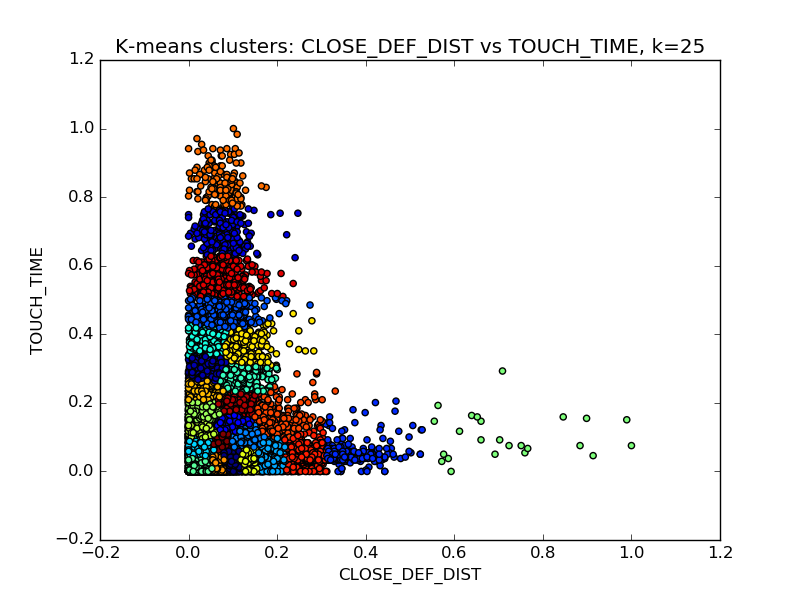 K-means clusters: CLOSE_DEF_DIST vs TOUCH_TIME, k=25
1.2
1.0
0.8
0.6
0.4
0.2
0.0
−0.2
TOUCH_TIME
−0.2 0.0 0.2 0.4 0.6 0.8 1.0 1.2
CLOSE_DEF_DIST